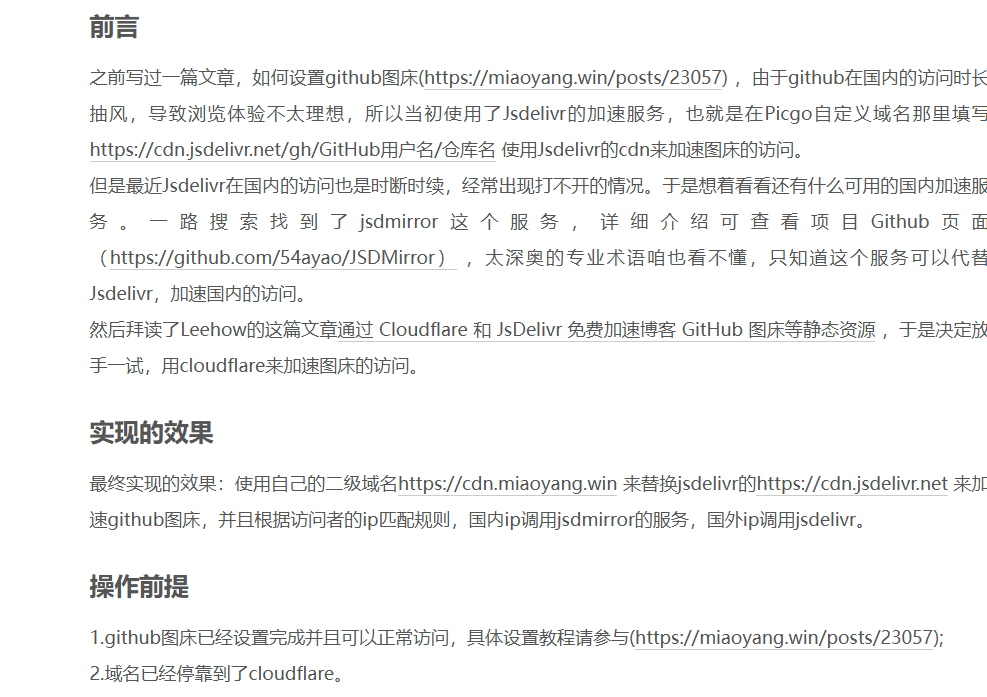 前言
之前写过一篇文章，如何设置github图床(https://miaoyang.win/posts/23057) ，由于github在国内的访问时长
抽风，导致浏览体验不太理想，所以当初使用了Jsdelivr的加速服务，也就是在Picgo自定义域名那里填写
https://cdn.jsdelivr.net/gh/GitHub用户名/仓库名 使用Jsdelivr的cdn来加速图床的访问。
但是最近Jsdelivr在国内的访问也是时断时续，经常出现打不开的情况。于是想着看看还有什么可用的国内加速服
务。一路搜索找到了jsdmirror这个服务，详细介绍可查看项目Github页面
（https://github.com/54ayao/JSDMirror） ，太深奥的专业术语咱也看不懂，只知道这个服务可以代替
Jsdelivr，加速国内的访问。
然后拜读了Leehow的这篇文章通过 Cloudflare 和 JsDelivr 免费加速博客 GitHub 图床等静态资源 ，于是决定放
手一试，用cloudflare来加速图床的访问。
实现的效果
最终实现的效果：使用自己的二级域名https://cdn.miaoyang.win 来替换jsdelivr的https://cdn.jsdelivr.net 来加
速github图床，并且根据访问者的ip匹配规则，国内ip调用jsdmirror的服务，国外ip调用jsdelivr。
操作前提
1.github图床已经设置完成并且可以正常访问，具体设置教程请参与(https://miaoyang.win/posts/23057);
2.域名已经停靠到了cloudflare。